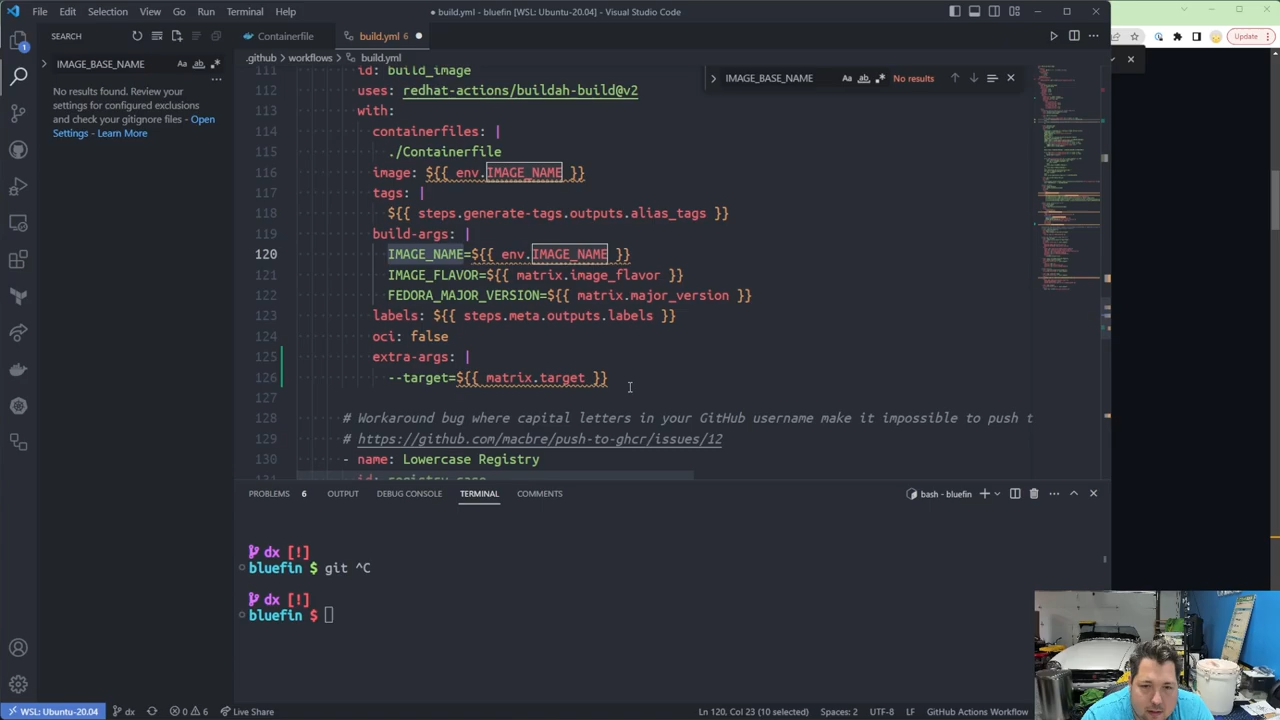 File Edit Selection View Go Run Terminal Help
● build.yml - bluefin [WSL: Ubuntu-20.04] - Visual Studio Code
Update
SEARCH
IMAGE_BASE_NAME
Aa ab
No results found. Review your
settings for configured exclusions
and check your gitignore files - Open
Settings - Learn More
Containerfile
build.yml 6 ●
.github > workflows > build.yml
IMAGE_BASE_NAME Aa ab No results
111 id: build_image
112 uses: redhat-actions/buildah-build@v2
113 with:
114 containerfiles: |
115 ./Containerfile
116 image: ${{ env.IMAGE_NAME }}
117 tags: |
118 ${{ steps.generate-tags.outputs.alias_tags }}
119 build-args: |
120 IMAGE_NAME=${{ env.IMAGE_NAME }}
121 IMAGE_FLAVOR=${{ matrix.image_flavor }}
122 FEDORA_MAJOR_VERSION=${{ matrix.major_version }}
123 labels: ${{ steps.meta.outputs.labels }}
124 oci: false
125 extra-args: |
126 --target=${{ matrix.target }}
127
128 # Workaround bug where capital letters in your GitHub username make it impossible to push t
129 # https://github.com/macbre/push-to-ghcr/issues/12
130 - name: Lowercase Registry
131 id: registry_case
PROBLEMS 6 OUTPUT DEBUG CONSOLE TERMINAL COMMENTS
bash - bluefin
dx [!]
bluefin $ git ^C
dx [!]
bluefin $
WSL: Ubuntu-20.04 dx 0 6 Live Share
Ln 120, Col 23 (10 selected) Spaces: 2 UTF-8 LF GitHub Actions Workflow